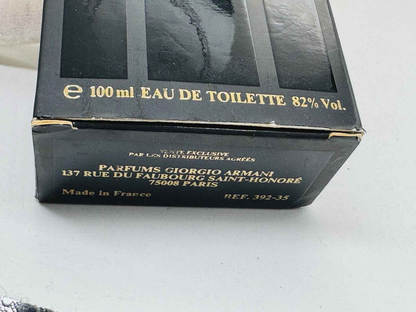 ℮ 100 ml EAU DE TOILETTE 82% Vol.
VENTE EXCLUSIVE
PAR LES DISTRIBUTEURS AGRÉÉS
PARFUMS GIORGIO ARMANI
137 RUE DU FAUBOURG SAINT-HONORÉ
75008 PARIS
Made in France REF. 392-35